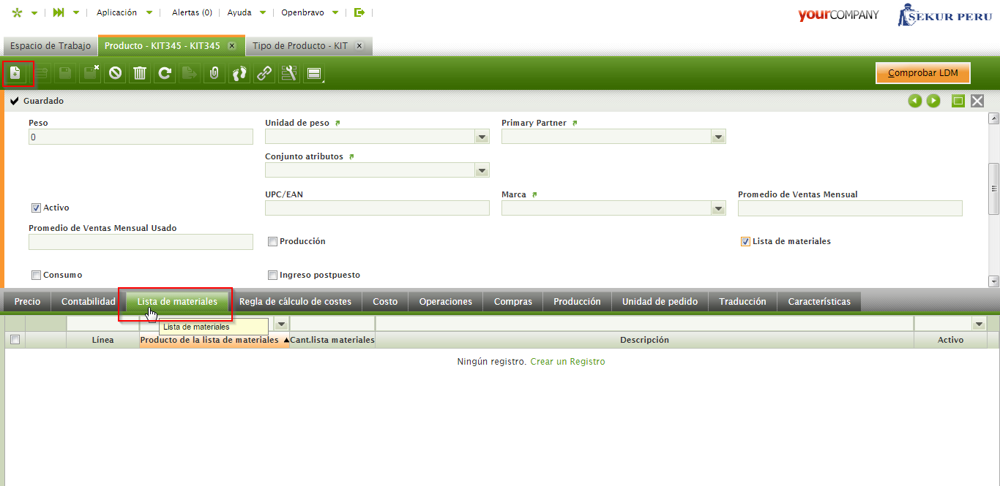 Aplicación Alertas (0) Ayuda Openbravo yourCOMPANY SEKUR PERU
Espacio de Trabajo Producto - KIT345 - KIT345 Tipo de Producto - KIT
Comprobar LDM
Guardado
Peso Unidad de peso Primary Partner
0
Conjunto atributos
UPC/EAN Marca Promedio de Ventas Mensual
Activo
Promedio de Ventas Mensual Usado
Producción Lista de materiales
Consumo Ingreso postpuesto
Precio Contabilidad Lista de materiales Regla de cálculo de costes Costo Operaciones Compras Producción Unidad de pedido Traducción Características
Lista de materiales
Línea Producto de la lista de materiales Cant.lista materiales Descripción Activo
Ningún registro. Crear un Registro